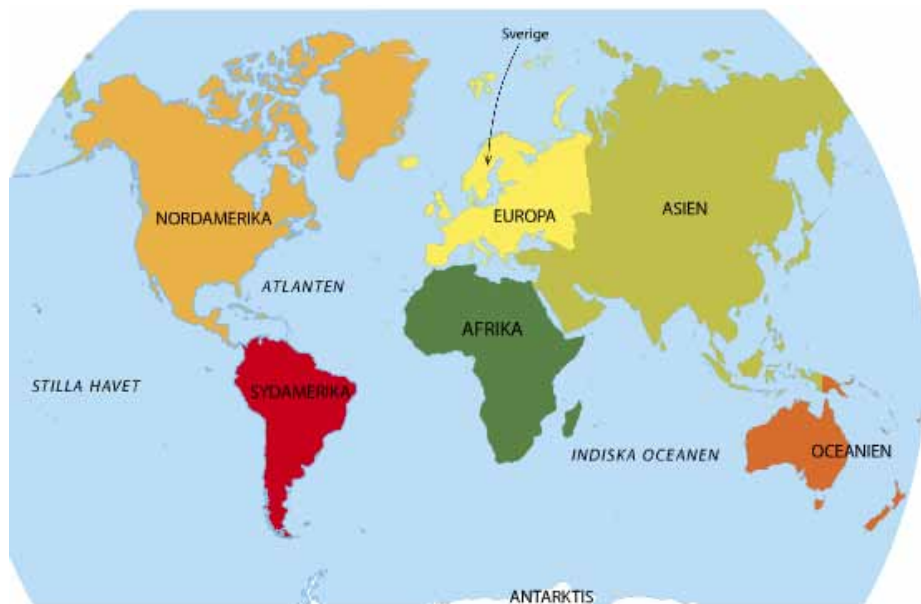 Sverige
NORDAMERIKA
EUROPA
ASIEN
ATLANTEN
AFRIKA
STILLA HAVET
SYDAMERIKA
INDISKA OCEANEN
OCEANIEN
ANTARKTIS